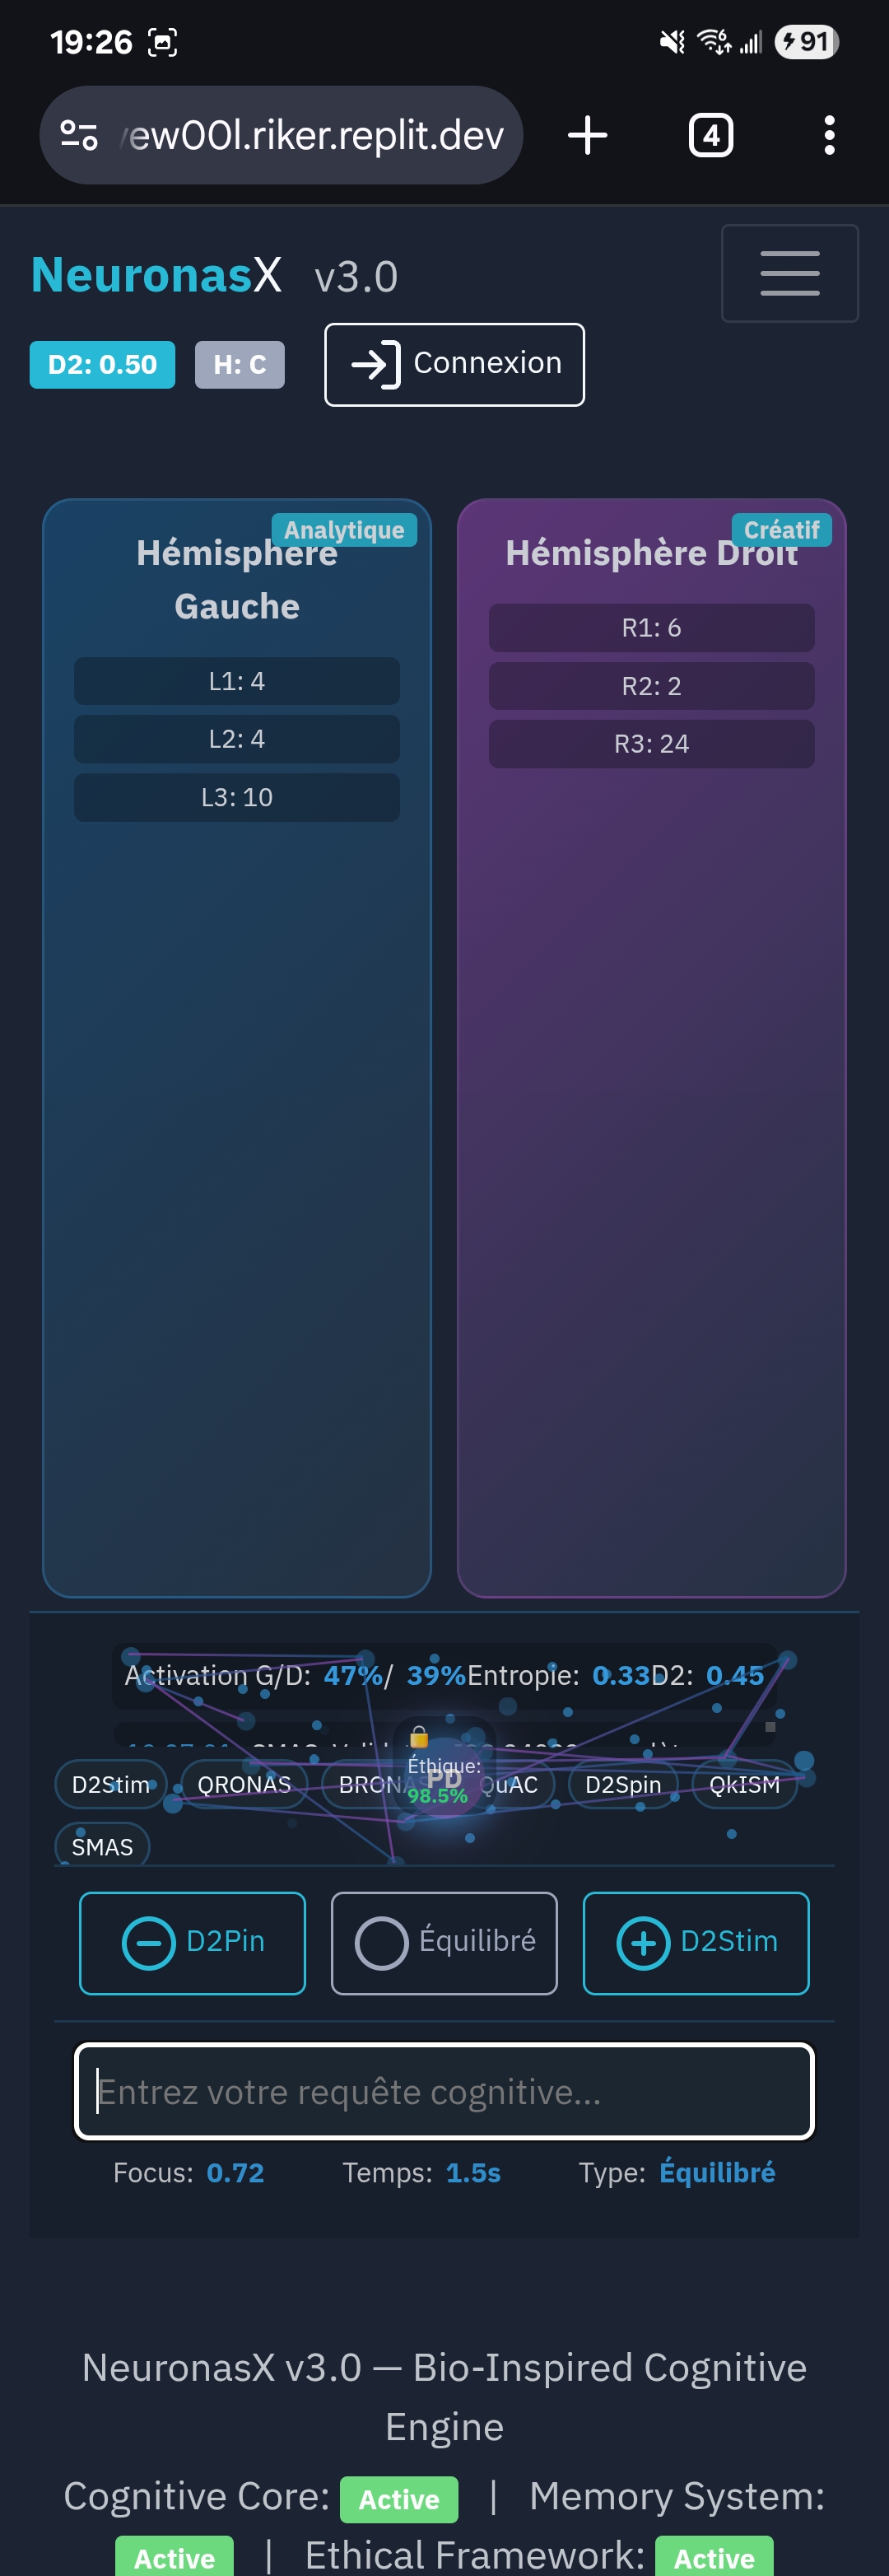 19:26
91
ew00l.riker.replit.dev
4
NeuronasX v3.0
D2: 0.50 H: C Connexion
Analytique
Hémisphère
Gauche
L1: 4
L2: 4
L3: 10
Créatif
Hémisphère Droit
R1: 6
R2: 2
R3: 24
Activation G/D: 47%/ 39%Entropie: 0.33D2: 0.45
Éthique:
PD
98.5%
D2Stim QRONAS QuAC D2Spin QkISM
SMAS
D2Pin Équilibré D2Stim
Entrez votre requête cognitive...
Focus: 0.72 Temps: 1.5s Type: Équilibré
NeuronasX v3.0 — Bio-Inspired Cognitive
Engine
Cognitive Core: Active | Memory System:
Active | Ethical Framework: Active